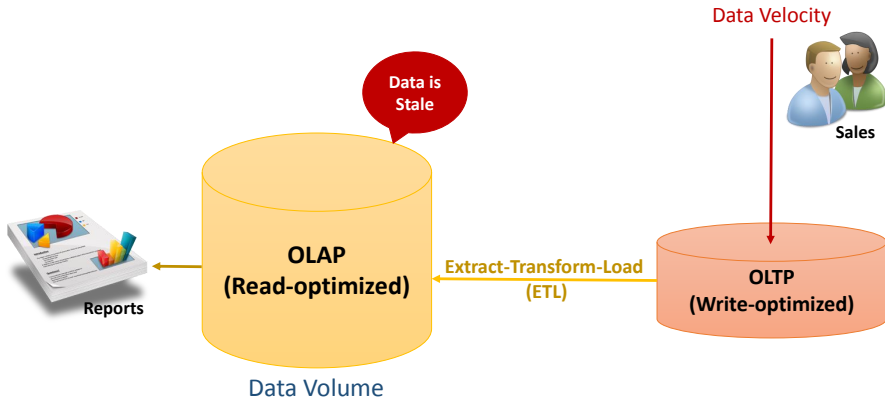 Data Velocity
Data is
Stale
Sales
OLAP
(Read-optimized)
Extract-Transform-Load
(ETL)
OLTP
(Write-optimized)
Reports
Data Volume